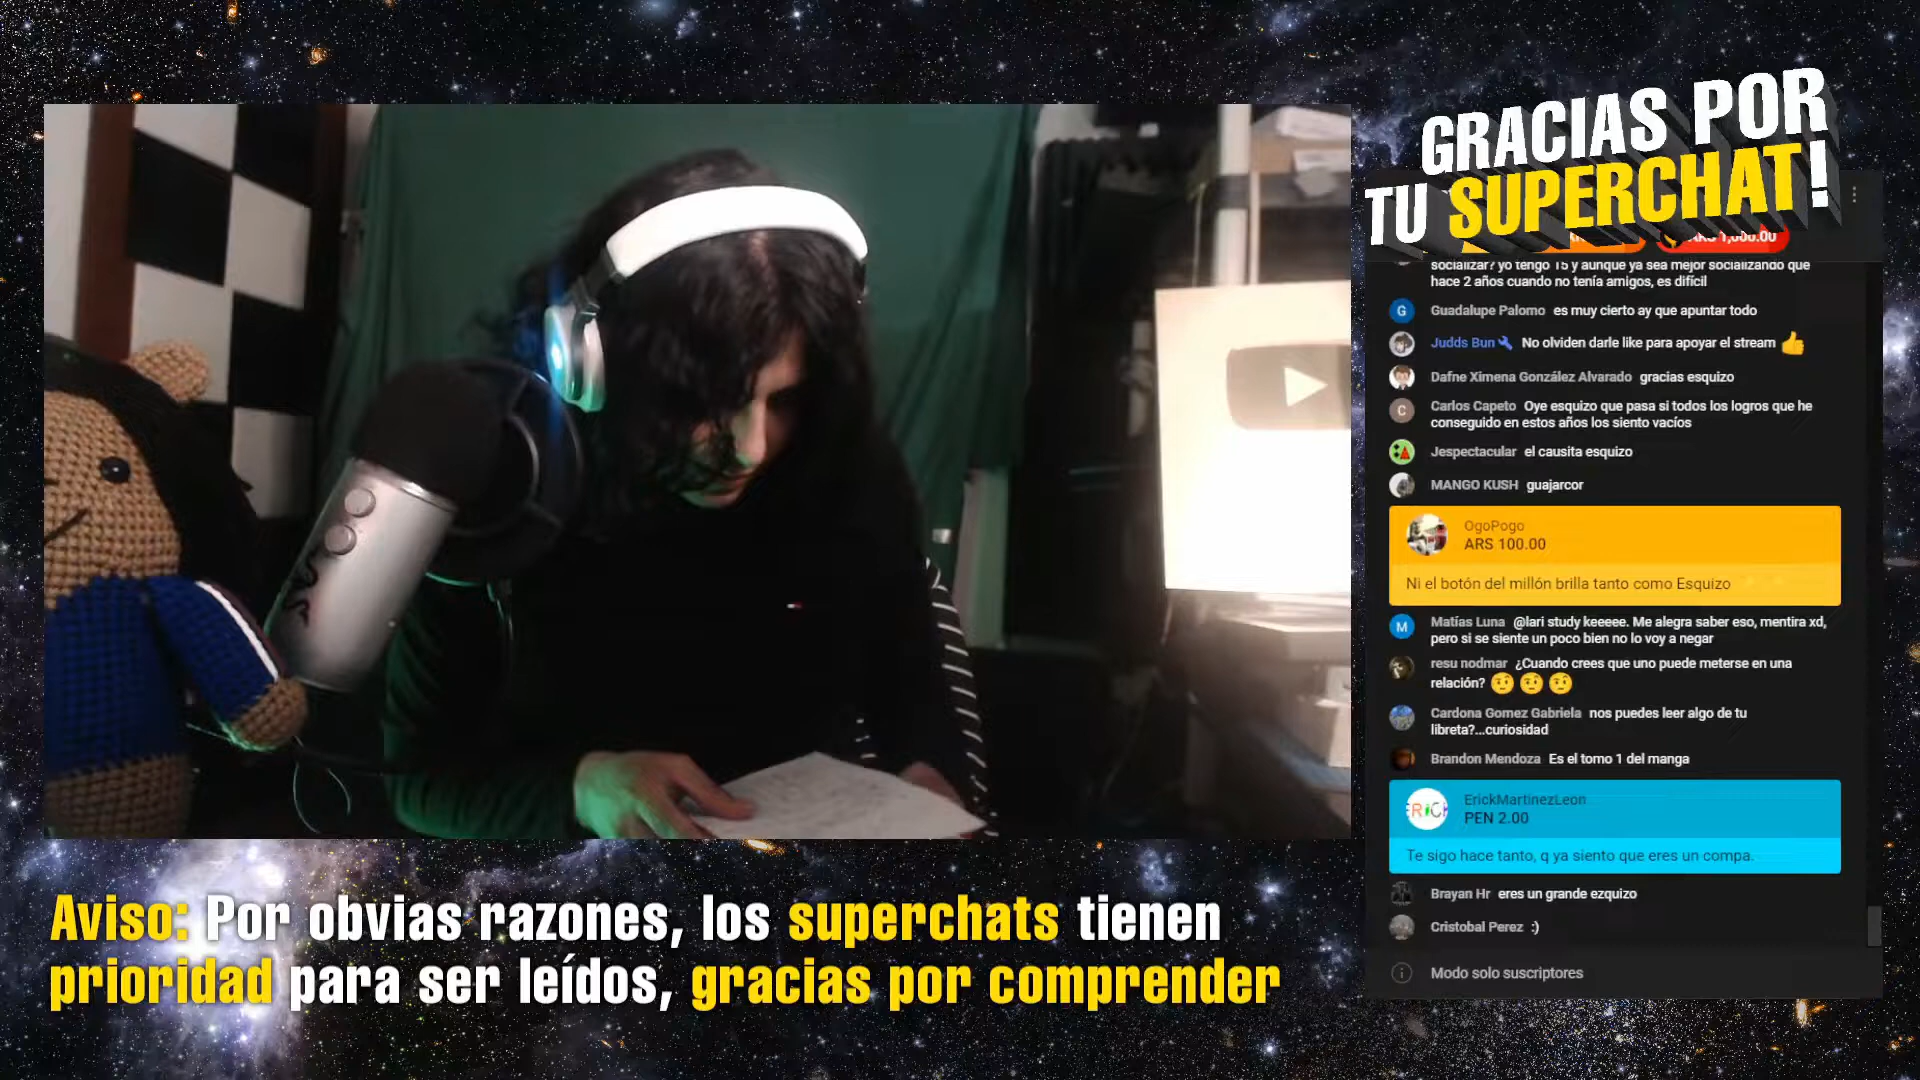 GRACIAS POR
TU SUPERCHAT!
ARS 1,000.00
socializar? yo tengo 15 y aunque ya sea mejor socializando que
hace 2 años cuando no tenía amigos, es difícil
G Guadalupe Palomo es muy cierto ay que apuntar todo
Judds Bun No olviden darle like para apoyar el stream
Dafne Ximena González Alvarado gracias esquizo
C Carlos Capeto Oye esquizo que pasa si todos los logros que he
conseguido en estos años los siento vacíos
Jespectacular el causita esquizo
MANGO KUSH guajarcor
OgoPogo
ARS 100.00
Ni el botón del millón brilla tanto como Esquizo
M Matías Luna @lari study keeeee. Me alegra saber eso, mentira xd,
pero si se siente un poco bien no lo voy a negar
resu nodmar ¿Cuando crees que uno puede meterse en una
relación?
Cardona Gomez Gabriela nos puedes leer algo de tu
libreta?...curiosidad
Brandon Mendoza Es el tomo 1 del manga
ErickMartinezLeon
PEN 2.00
Te sigo hace tanto, q ya siento que eres un compa.
Brayan Hr eres un grande ezquizo
Cristobal Perez :)
Modo solo suscriptores
Aviso: Por obvias razones, los superchats tienen
prioridad para ser leídos, gracias por comprender